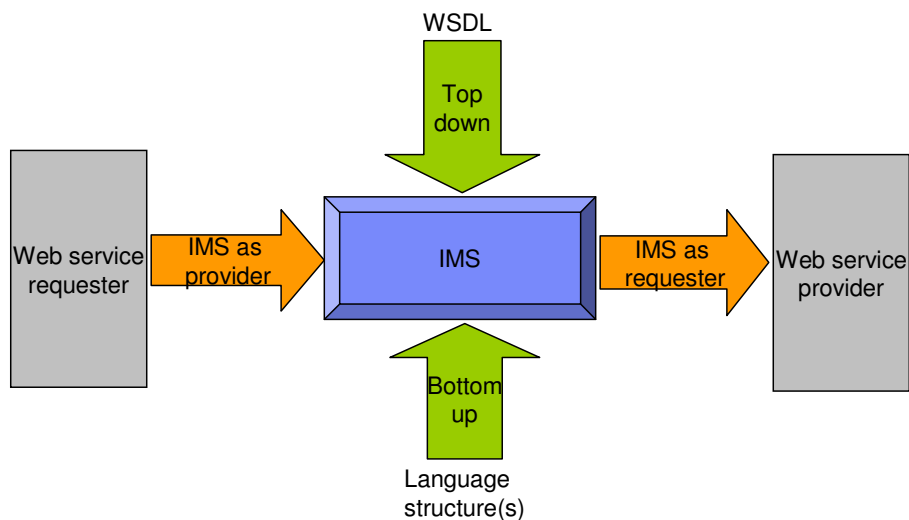 WSDL
Top
down
Web service
requester
IMS as
provider
IMS
IMS as
requester
Web service
provider
Bottom
up
Language
structure(s)